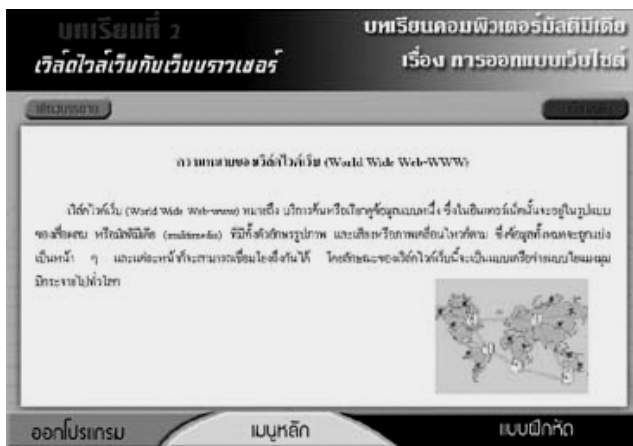 บทเรียนที่ 2
บทเรียนคอมพิวเตอร์มัลติมีเดีย
เวิล์ดไวล์เว็บกับเว็บบราวเซอร์
เรื่อง การออกแบบเว็บไซต์
ความหมายของเวิล์ดไวด์เว็บ (World Wide Web-WWW)
เวิล์ดไวด์เว็บ (World Wide Web-www) หมายถึง บริการค้นหรือเรียกดูข้อมูลแบบหนึ่ง ซึ่งในอินเทอร์เน็ตนั้นจะอยู่ในรูปแบบ
ของสื่อผสม หรือมัลติมีเดีย (multimedia) ที่มีทั้งตัวอักษรรูปภาพ และเสียงหรือภาพเคลื่อนไหวก็ตาม ซึ่งข้อมูลทั้งหมดจะถูกแบ่ง
เป็นหน้า ๆ และแต่ละหน้าก็จะสามารถเชื่อมโยงถึงกันได้ โดยลักษณะของเวิล์ดไวด์เว็บนี้จะเป็นแบบเครือข่ายแบบใยแมงมุม
มีกระจายไปทั่วโลก
ออกโปรแกรม
เมนูหลัก
แบบฝึกหัด